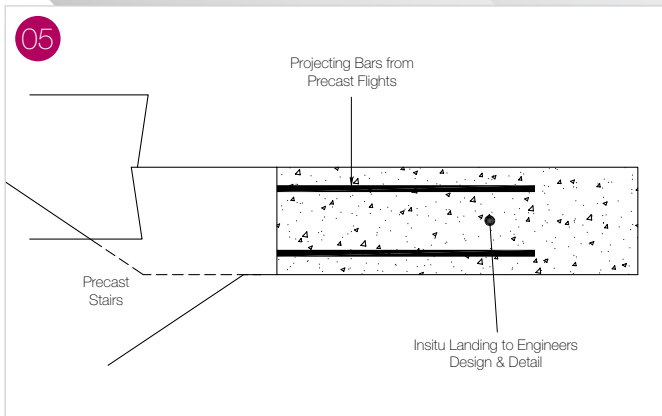 05
Projecting Bars from
Precast Flights
Precast
Stairs
Insitu Landing to Engineers
Design & Detail